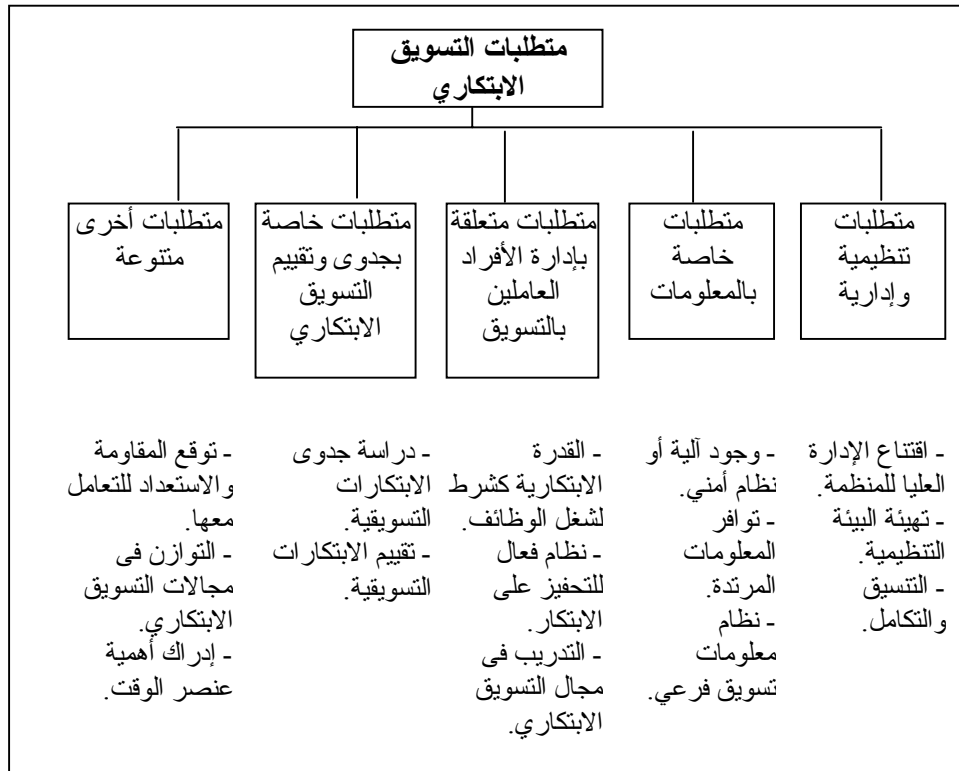 متطلبات التسويق
الابتكاري
متطلبات
تنظيمية
وإدارية
متطلبات
خاصة
بالمعلومات
متطلبات متعلقة
بإدارة الأفراد
العاملين
بالتسويق
متطلبات خاصة
بجدوى وتقييم
التسويق
الابتكاري
متطلبات أخرى
متنوعة
- اقتناع الإدارة
العليا للمنظمة.
- تهيئة البيئة
التنظيمية.
- التنسيق
والتكامل.
- وجود آلية أو
نظام أمني.
- توافر
المعلومات
المرتدة.
- نظام
معلومات
تسويق فرعي.
- القدرة
الابتكارية كشرط
لشغل الوظائف.
- نظام فعال
للتحفيز على
الابتكار.
- التدريب فى
مجال التسويق
الابتكاري.
- دراسة جدوى
الابتكارات
التسويقية.
- تقييم الابتكارات
التسويقية.
- توقع المقاومة
والاستعداد للتعامل
معها.
- التوازن فى
مجالات التسويق
الابتكاري.
- إدراك أهمية
عنصر الوقت.